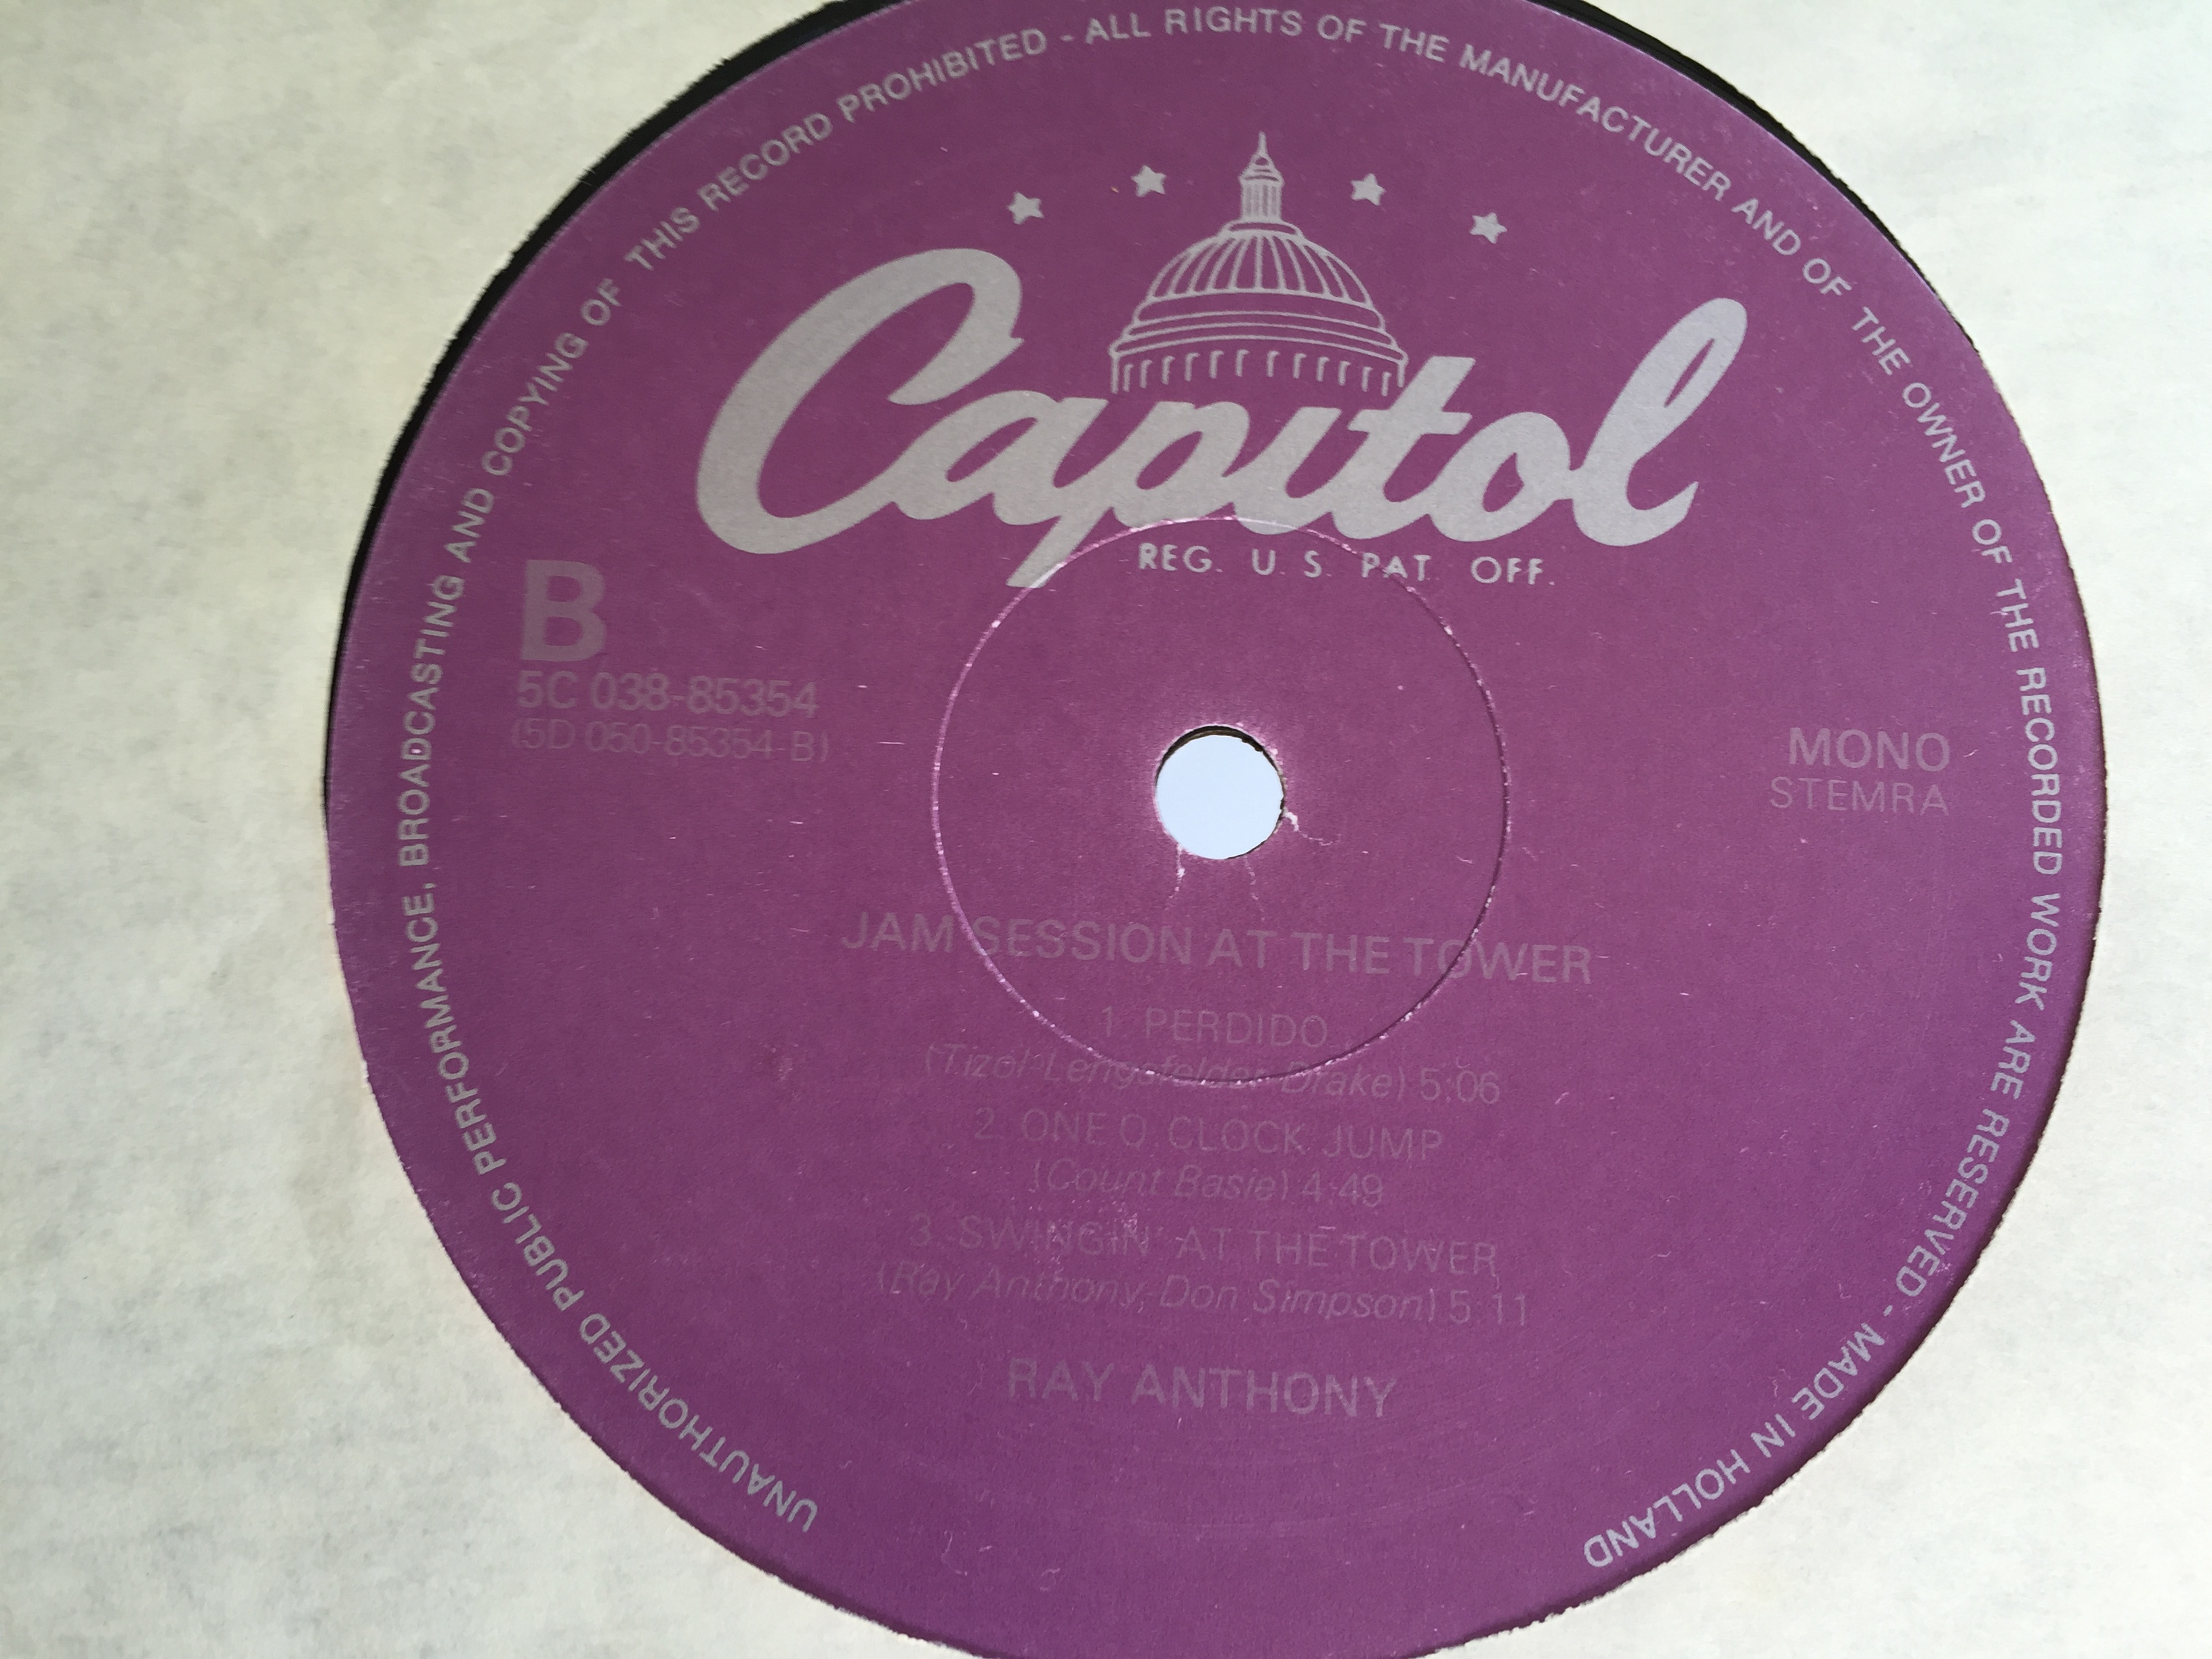 UNAUTHORIZED PUBLIC PERFORMANCE, BROADCASTING AND COPYING OF THIS RECORD PROHIBITED - ALL RIGHTS OF THE MANUFACTURER AND OF THE OWNER OF THE RECORDED WORK ARE RESERVED - MADE IN HOLLAND
Capitol
REG. U.S. PAT. OFF.
B
5C 038-85354
(5D 050-85354-B)
MONO
STEMRA
JAM SESSION AT THE TOWER
1. PERDIDO
(Tizol-Lengsfelder-Drake) 5:06
2. ONE O CLOCK JUMP
(Count Basie) 4:49
3. SWINGIN' AT THE TOWER
(Ray Anthony-Don Simpson) 5:11
RAY ANTHONY